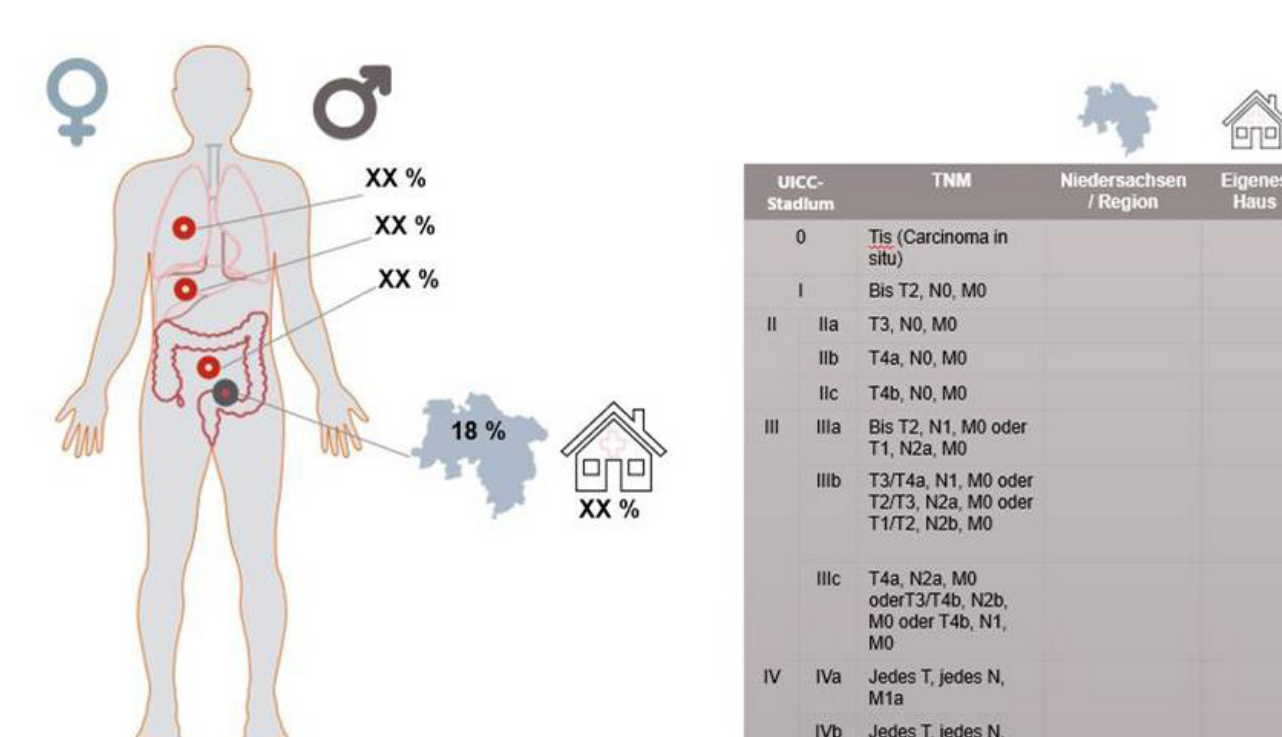 XX %
XX %
XX %
18 %
XX %
UICC-
Stadium
TNM
Niedersachsen
/ Region
Eigenes
Haus
0
Tis (Carcinoma in
situ)
I
Bis T2, N0, M0
II
IIa
T3, N0, M0
IIb
T4a, N0, M0
IIc
T4b, N0, M0
III
IIIa
Bis T2, N1, M0 oder
T1, N2a, M0
IIIb
T3/T4a, N1, M0 oder
T2/T3, N2a, M0 oder
T1/T2, N2b, M0
IIIc
T4a, N2a, M0
oderT3/T4b, N2b,
M0 oder T4b, N1,
M0
IV
IVa
Jedes T, jedes N,
M1a
IVb
Jedes T, jedes N,